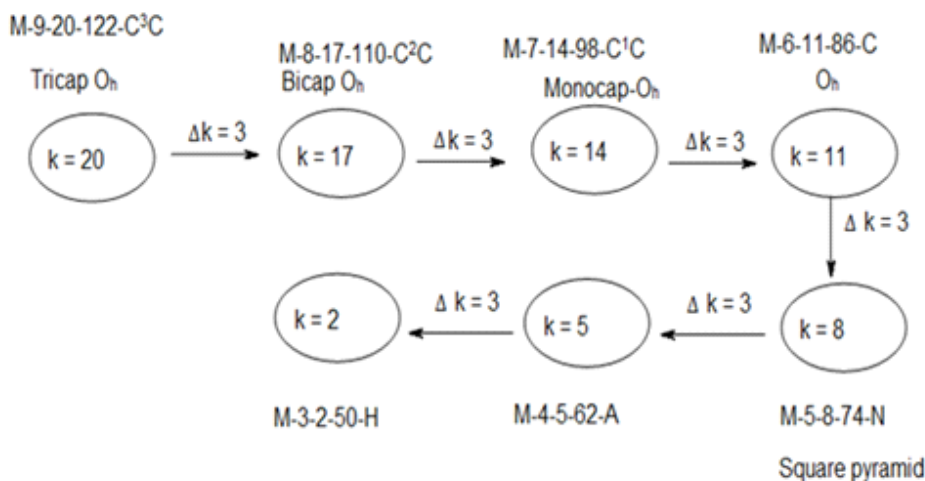 M-9-20-122-C³C
Tricap Oₕ
M-8-17-110-C²C
Bicap Oₕ
M-7-14-98-C¹C
Monocap-Oₕ
M-6-11-86-C
Oₕ
k = 20
Δk = 3
k = 17
Δk = 3
k = 14
Δk = 3
k = 11
Δ k = 3
k = 2
Δ k = 3
k = 5
Δ k = 3
k = 8
M-3-2-50-H
M-4-5-62-A
M-5-8-74-N
Square pyramid